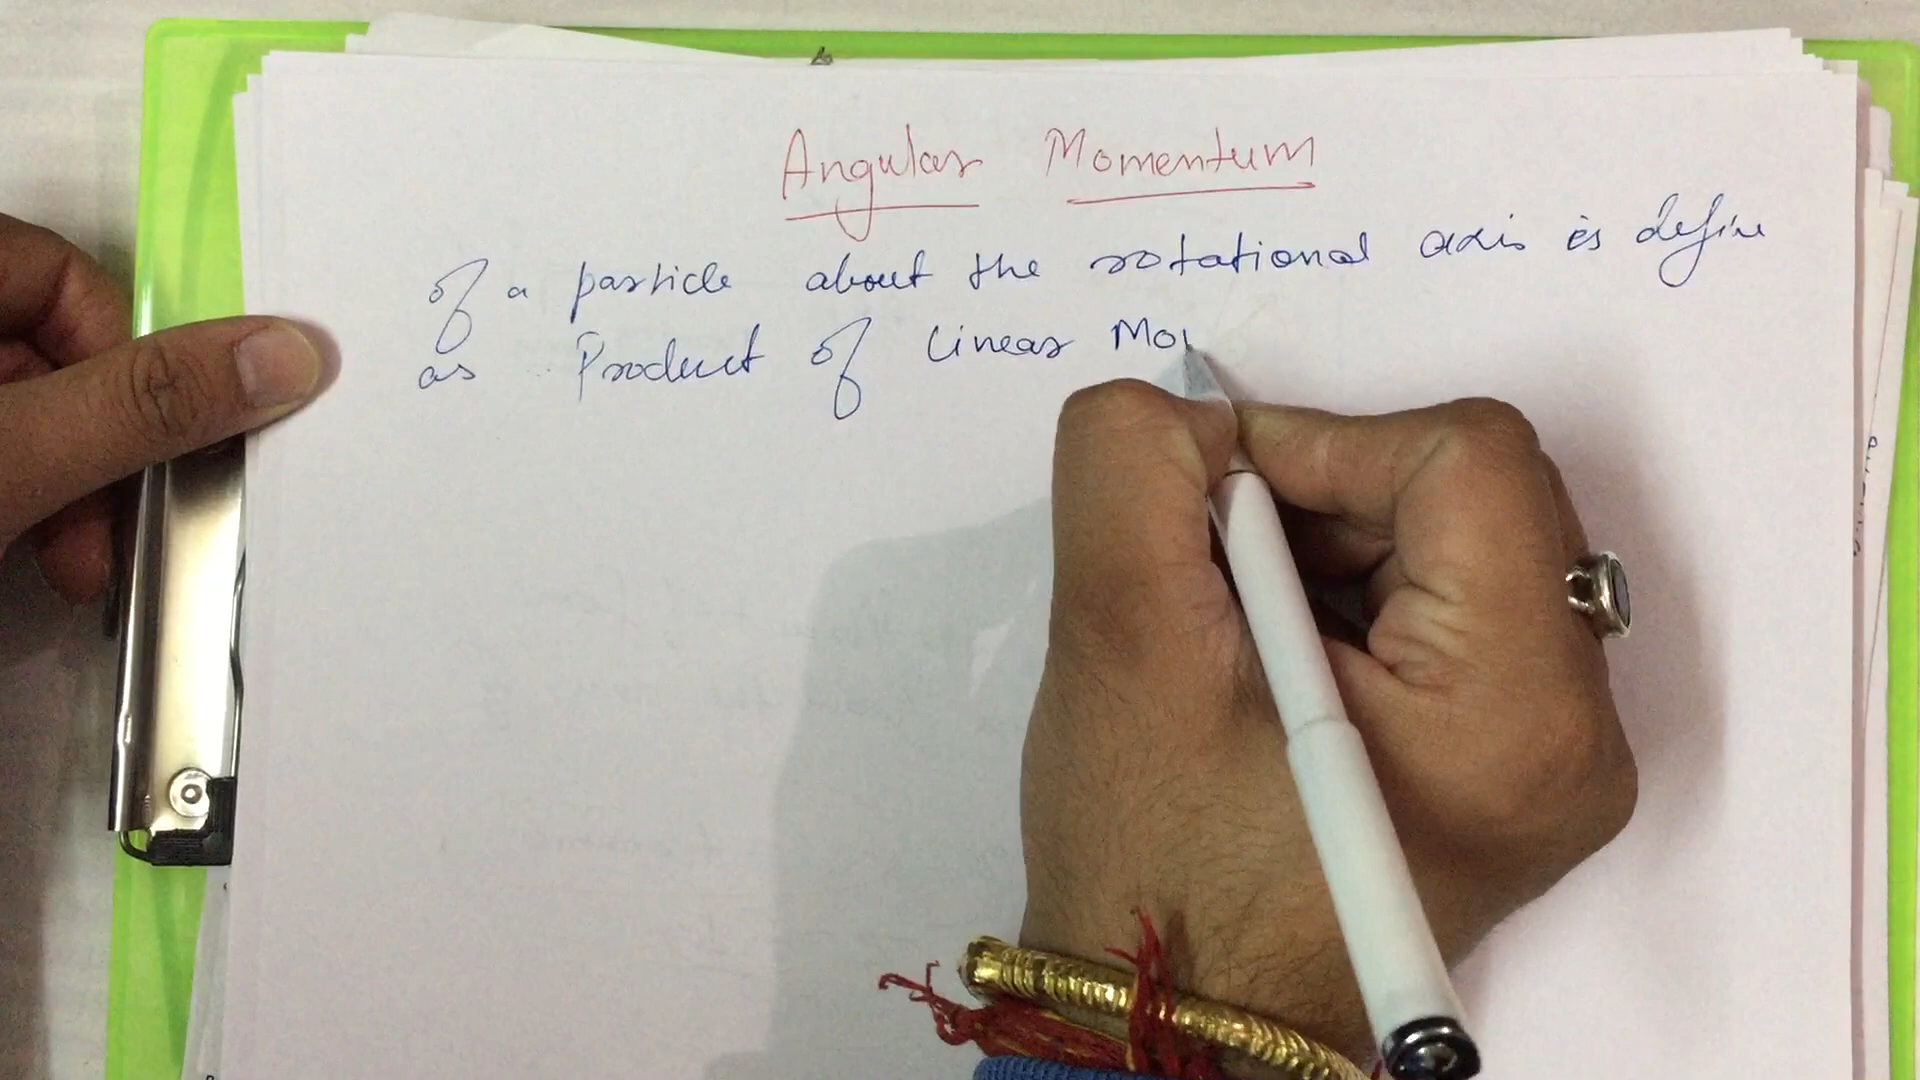 Angular Momentum
of a particle about the rotational axis is define
as Product of Linear Mo